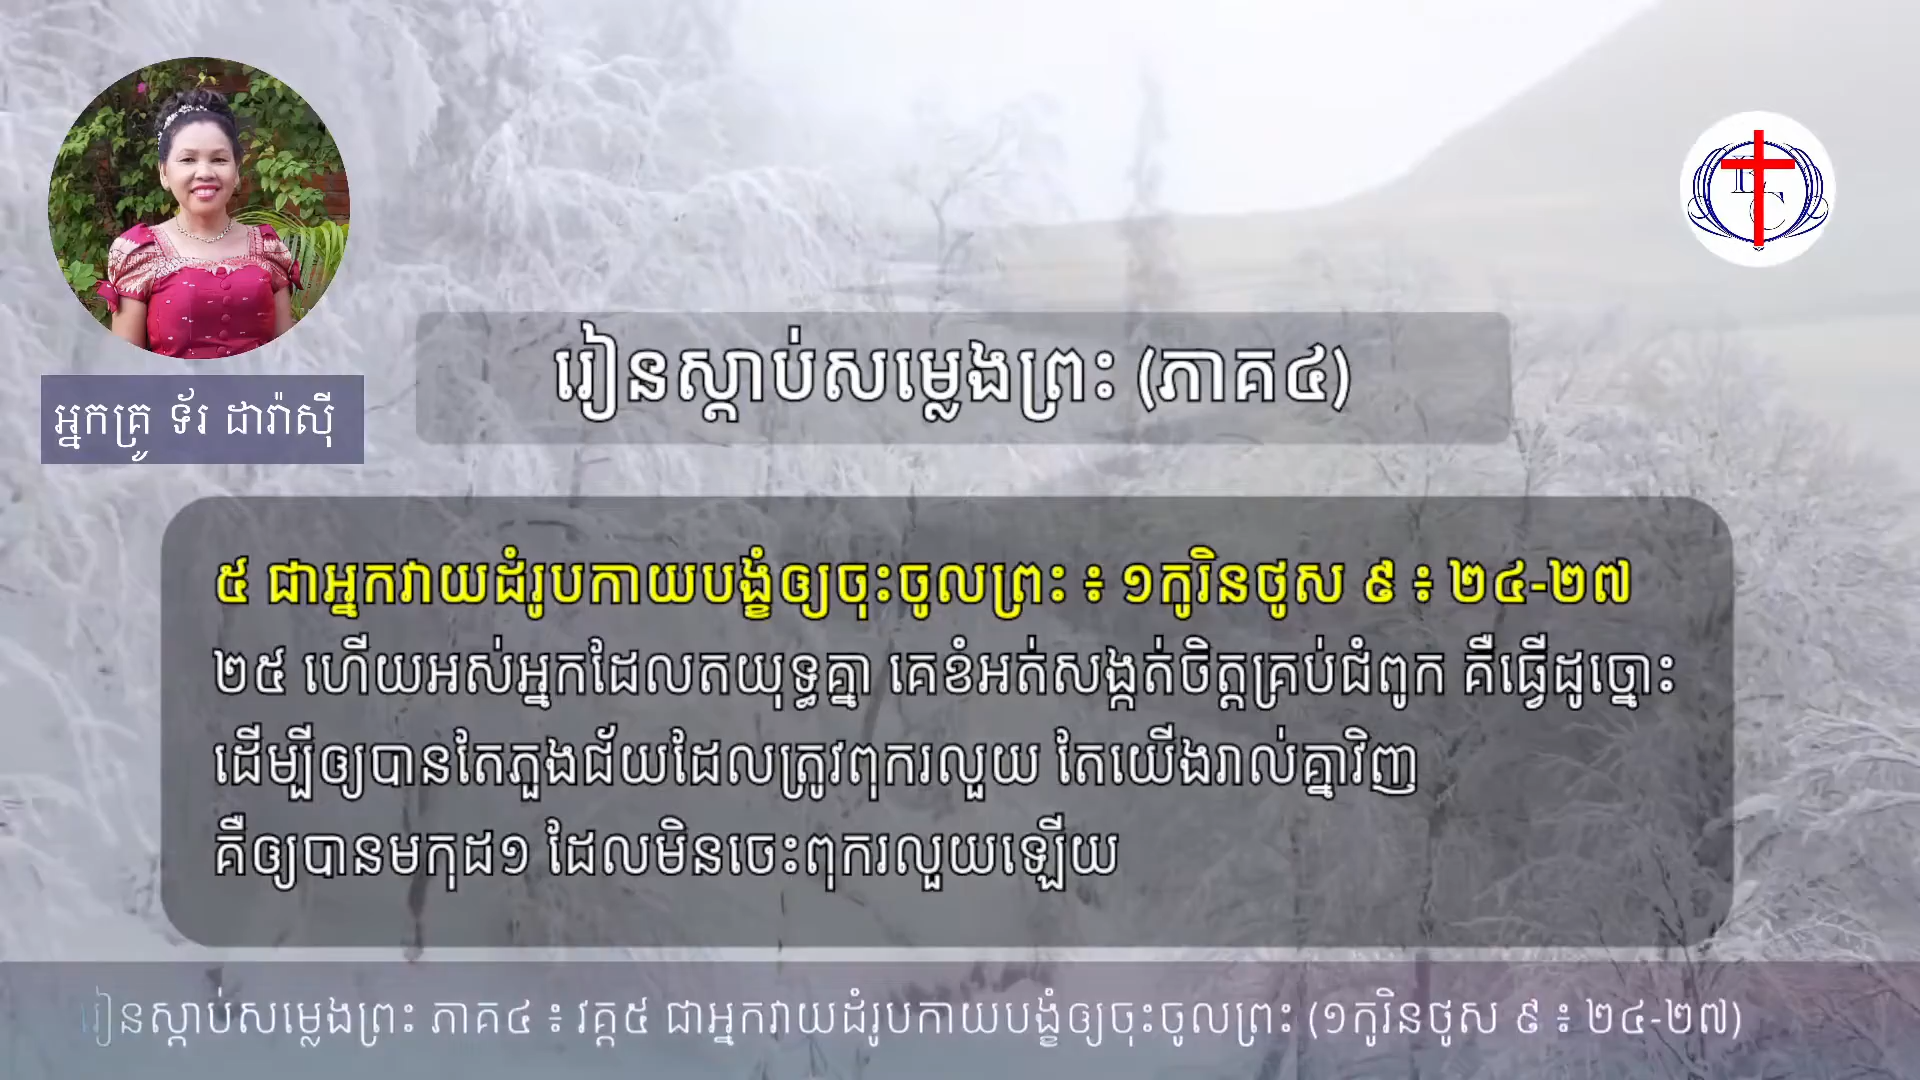 អ្នកគ្រូ ទ័រ ដារ៉ាស៊ី
រៀនស្តាប់សម្លេងព្រះ (ភាគ៤)
៥ ជាអ្នកវាយដំរូបកាយបង្ខំឲ្យចុះចូលព្រះ ៖ ១កូរិនថូស ៩ ៖ ២៤-២៧
២៥ ហើយអស់អ្នកដែលតយុទ្ធគ្នា គេខំអត់សង្កត់ចិត្តគ្រប់ជំពូក គឺធ្វើដូច្នោះ
ដើម្បីឲ្យបានតែភួងជ័យដែលត្រូវពុករលួយ តែយើងរាល់គ្នាវិញ
គឺឲ្យបានមកុដ១ ដែលមិនចេះពុករលួយឡើយ
រៀនស្តាប់សម្លេងព្រះ ភាគ៤ ៖ វគ្គ៥ ជាអ្នកវាយដំរូបកាយបង្ខំឲ្យចុះចូលព្រះ (១កូរិនថូស ៩ ៖ ២៤-២៧)